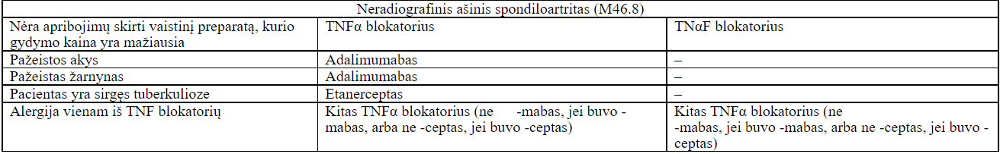 Neradiografinis ašinis spondiloartritas (M46.8)
Nėra apribojimų skirti vaistinį preparatą, kurio
gydymo kaina yra mažiausia
TNFα blokatorius
TNαF blokatorius
Pažeistos akys
Adalimumabas
–
Pažeistas žarnynas
Adalimumabas
–
Pacientas yra sirgęs tuberkulioze
Etanerceptas
–
Alergija vienam iš TNF blokatorių
Kitas TNFα blokatorius (ne -mabas, jei buvo -
mabas, arba ne -ceptas, jei buvo -ceptas)
Kitas TNFα blokatorius (ne
-mabas, jei buvo -mabas, arba ne -ceptas, jei buvo -
ceptas)